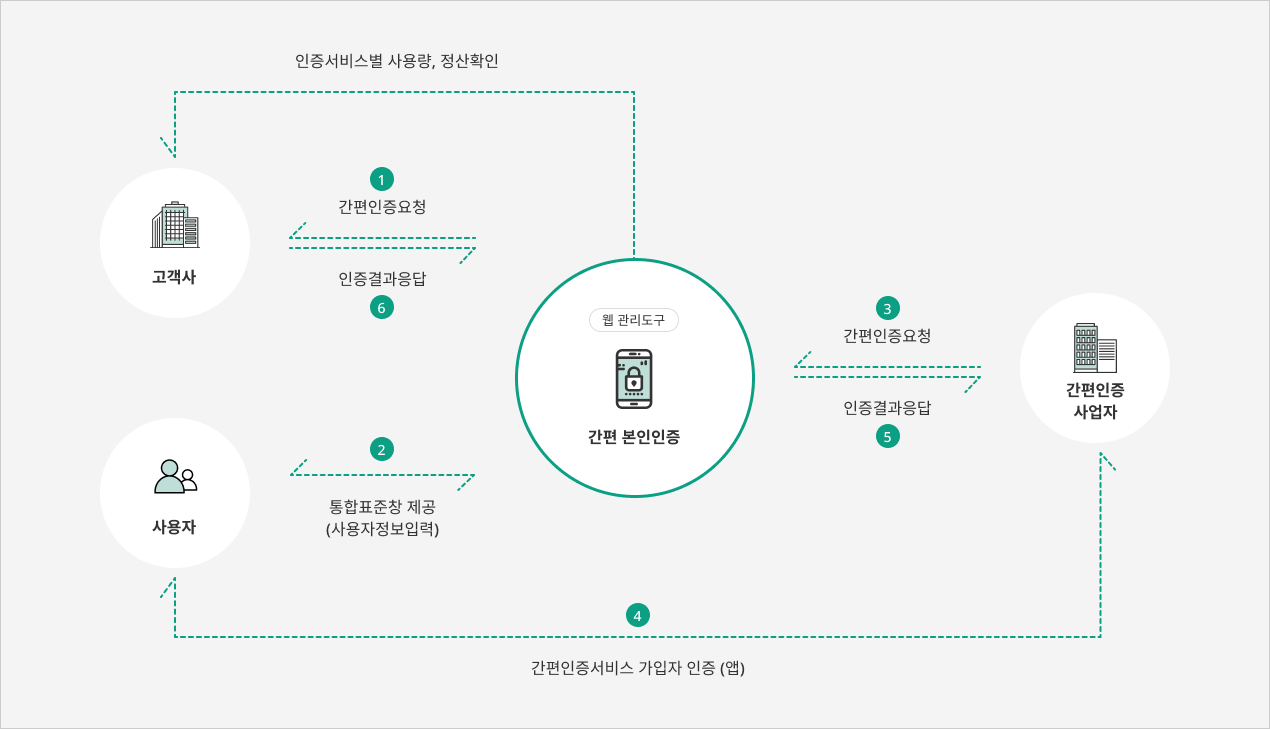 인증서비스별 사용량, 정산확인
1
간편인증요청
고객사
인증결과응답
6
웹 관리도구
간편 본인인증
3
간편인증요청
인증결과응답
5
간편인증
사업자
2
통합표준창 제공
(사용자정보입력)
사용자
4
간편인증서비스 가입자 인증 (앱)